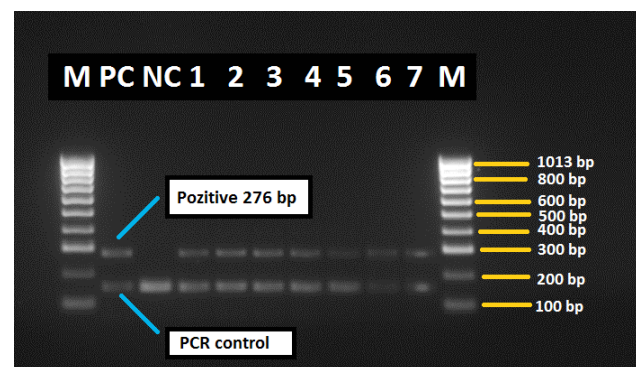 M PC NC 1 2 3 4 5 6 7 M
1013 bp
800 bp
Pozitive 276 bp
600 bp
500 bp
400 bp
300 bp
200 bp
100 bp
PCR control